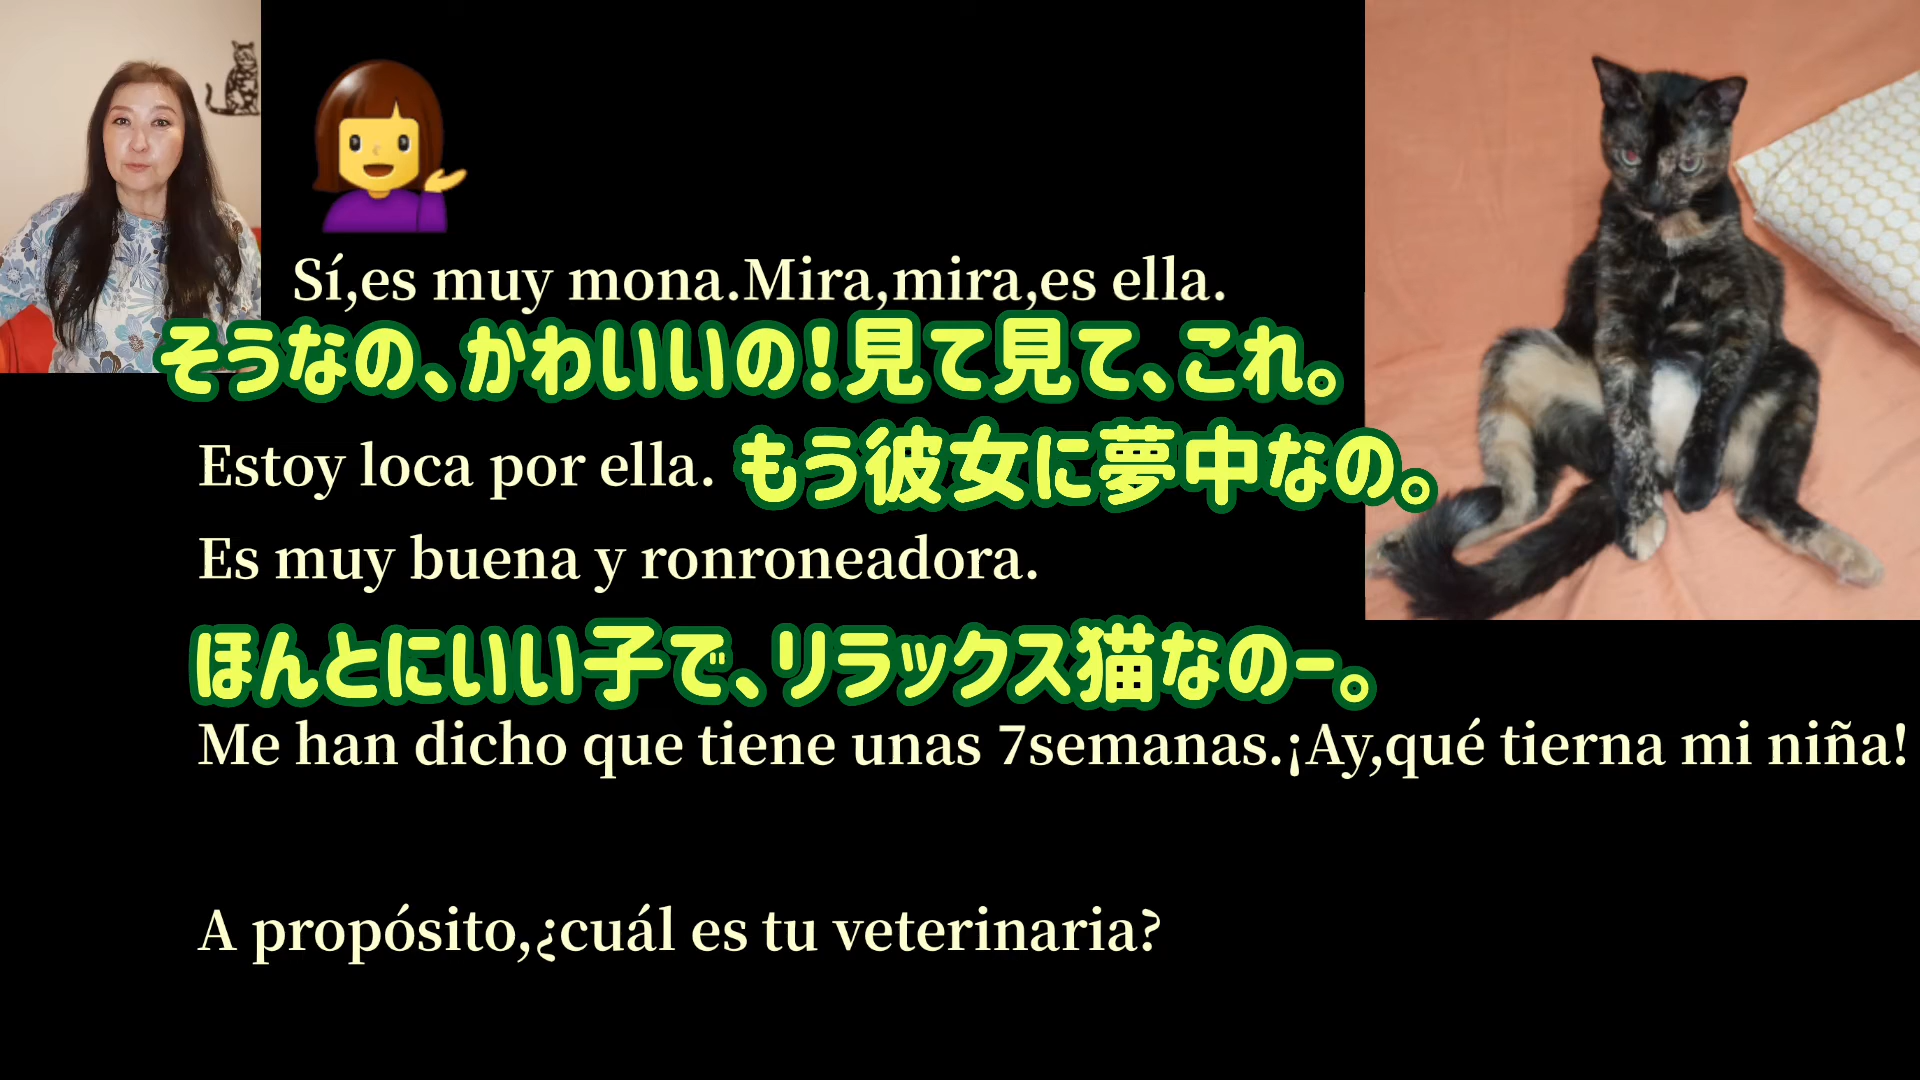 Sí,es muy mona.Mira,mira,es ella.
そうなの、かわいいの！見て見て、これ。
Estoy loca por ella. もう彼女に夢中なの。
Es muy buena y ronroneadora.
ほんとにいい子で、リラックス猫なのー。
Me han dicho que tiene unas 7semanas.¡Ay,qué tierna mi niña!
A propósito,¿cuál es tu veterinaria?